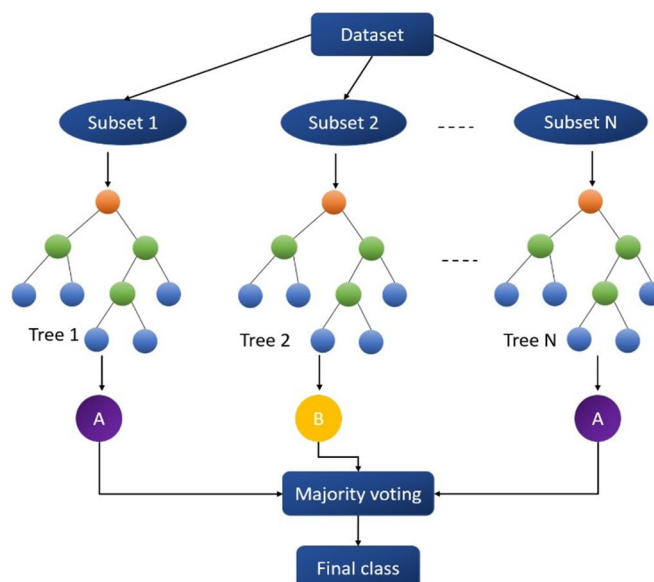 Dataset
Subset 1
Subset 2
----
Subset N
----
Tree 1
Tree 2
Tree N
A
B
A
Majority voting
Final class